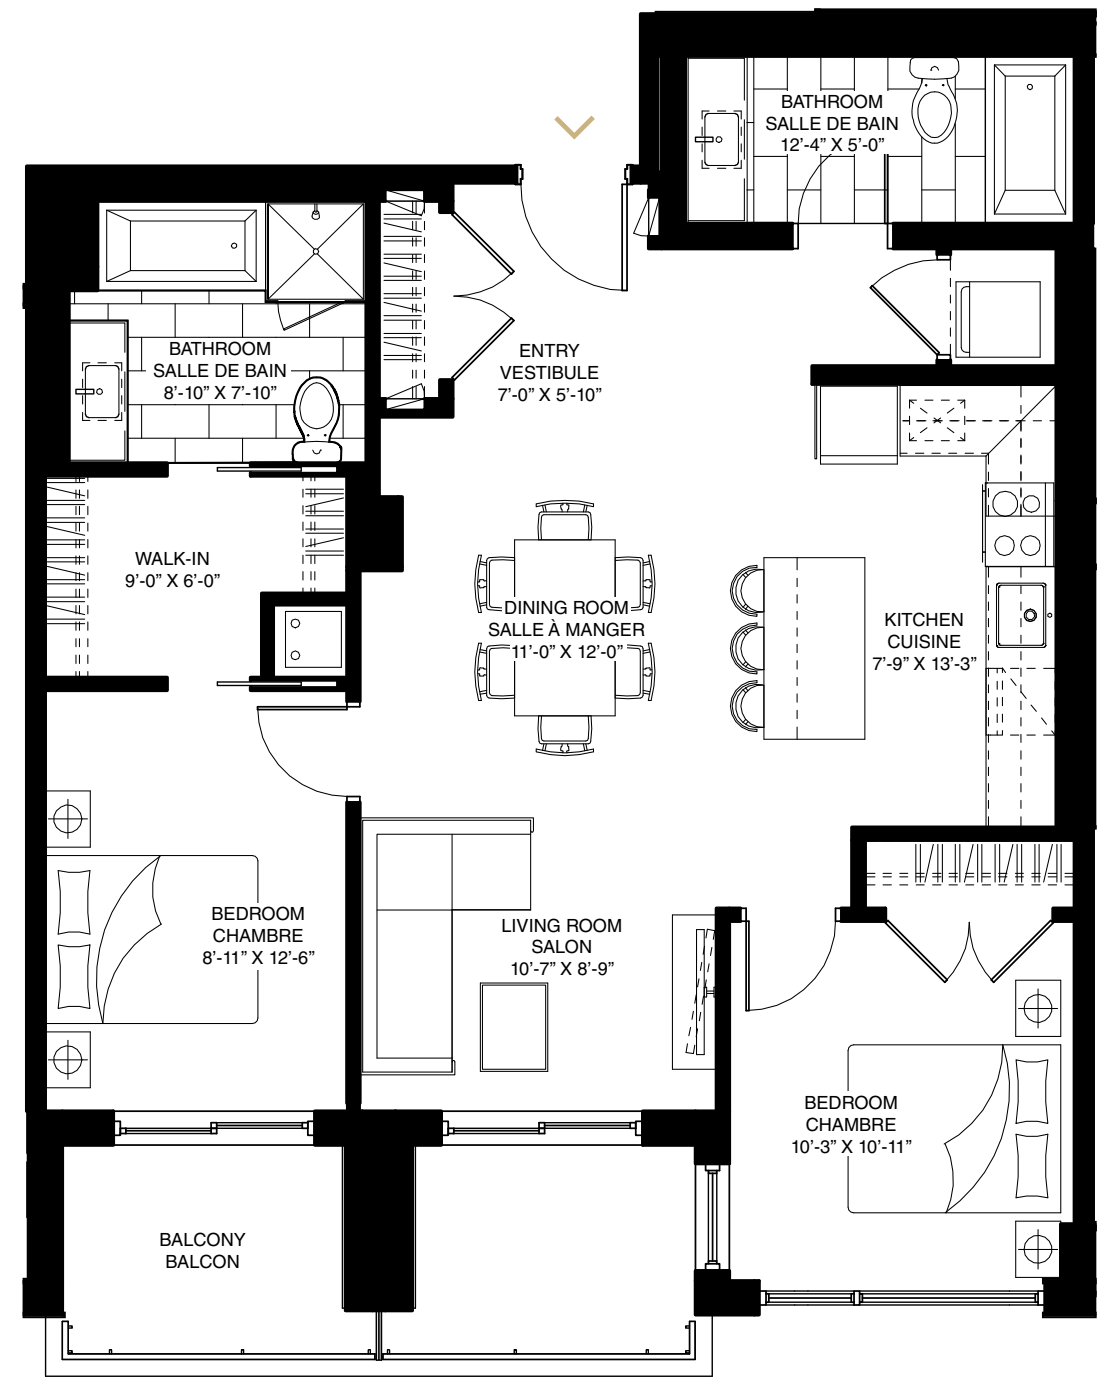 BATHROOM
SALLE DE BAIN
12'-4” X 5'-0”
BATHROOM
SALLE DE BAIN
8'-10” X 7'-10”
ENTRY
VESTIBULE
7'-0” X 5'-10”
WALK-IN
9'-0” X 6'-0”
DINING ROOM
SALLE À MANGER
11'-0” X 12'-0”
KITCHEN
CUISINE
7'-9” X 13'-3”
BEDROOM
CHAMBRE
8'-11” X 12'-6”
LIVING ROOM
SALON
10'-7” X 8'-9”
BEDROOM
CHAMBRE
10'-3” X 10'-11”
BALCONY
BALCON